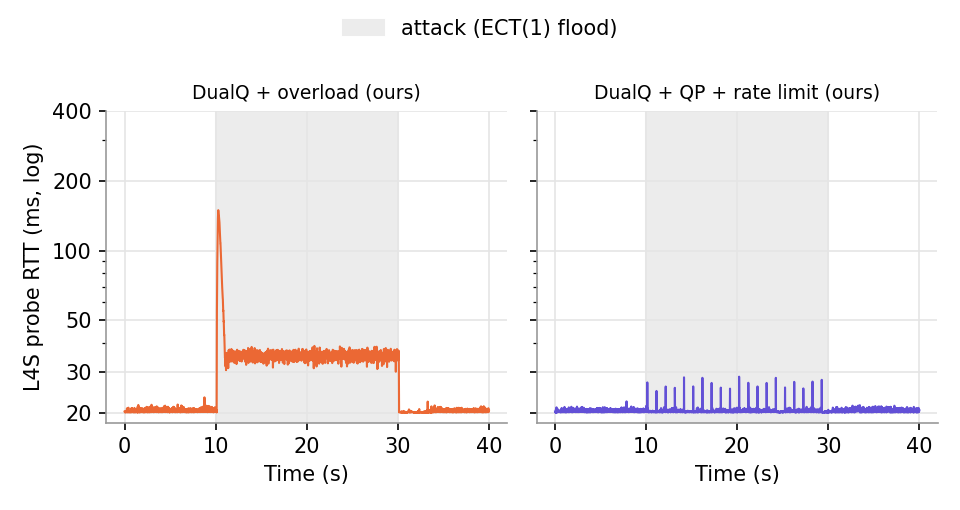 attack (ECT(1) flood)
DualQ + overload (ours)
DualQ + QP + rate limit (ours)
L4S probe RTT (ms, log)
400
200
100
50
30
20
0
10
20
30
40
0
10
20
30
40
Time (s)
Time (s)